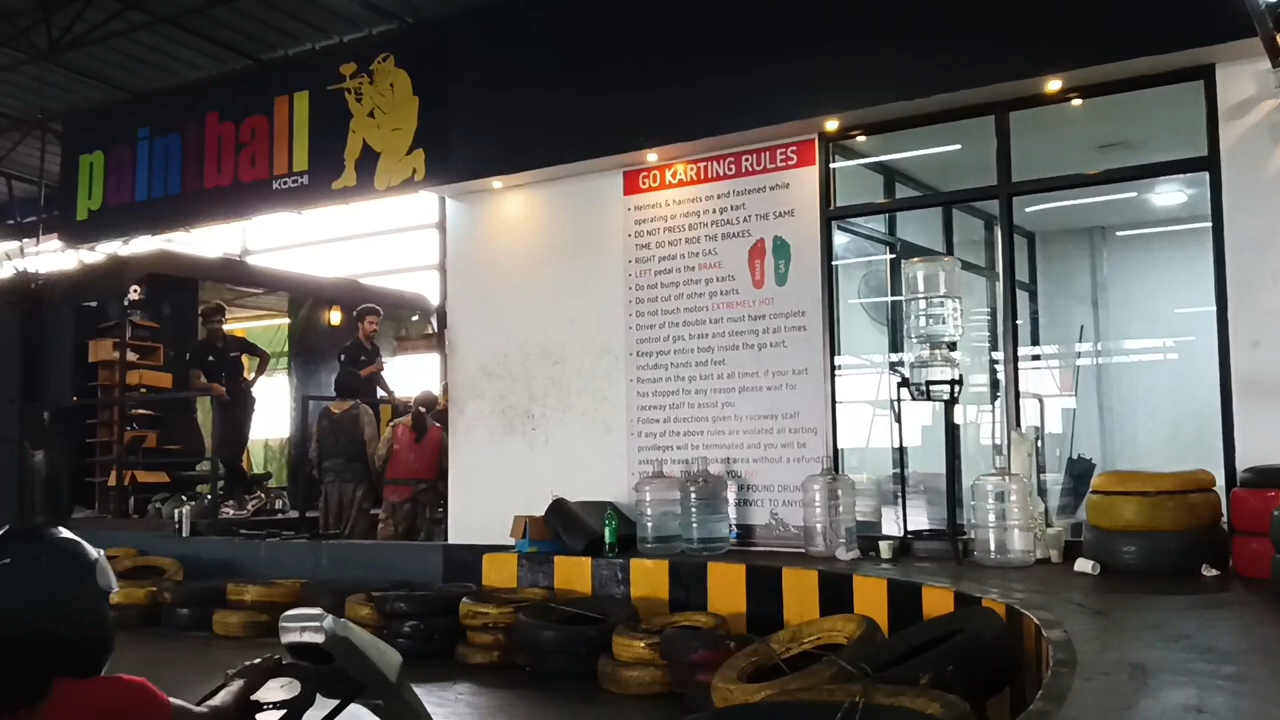 paintball
KOCHI
GO KARTING RULES
Helmets & hairnets on and fastened while
operating or riding in a go kart.
DO NOT PRESS BOTH PEDALS AT THE SAME
TIME. DO NOT RIDE THE BRAKES.
RIGHT pedal is the GAS.
LEFT pedal is the BRAKE.
BRAKE
GAS
Do not bump other go karts.
Do not cut off other go karts.
Do not touch motors EXTREMELY HOT
Driver of the double kart must have complete
control of gas, brake and steering at all times.
Keep your entire body inside the go kart,
including hands and feet.
Remain in the go kart at all times, if your kart
has stopped for any reason please wait for
raceway staff to assist you
Follow all directions given by raceway staff
If any of the above rules are violated all karting
privilleges will be terminated and you will be
asked to leave the gokart area without a refund
YOU PAY
IF FOUND DRUNK
SERVICE TO ANYO